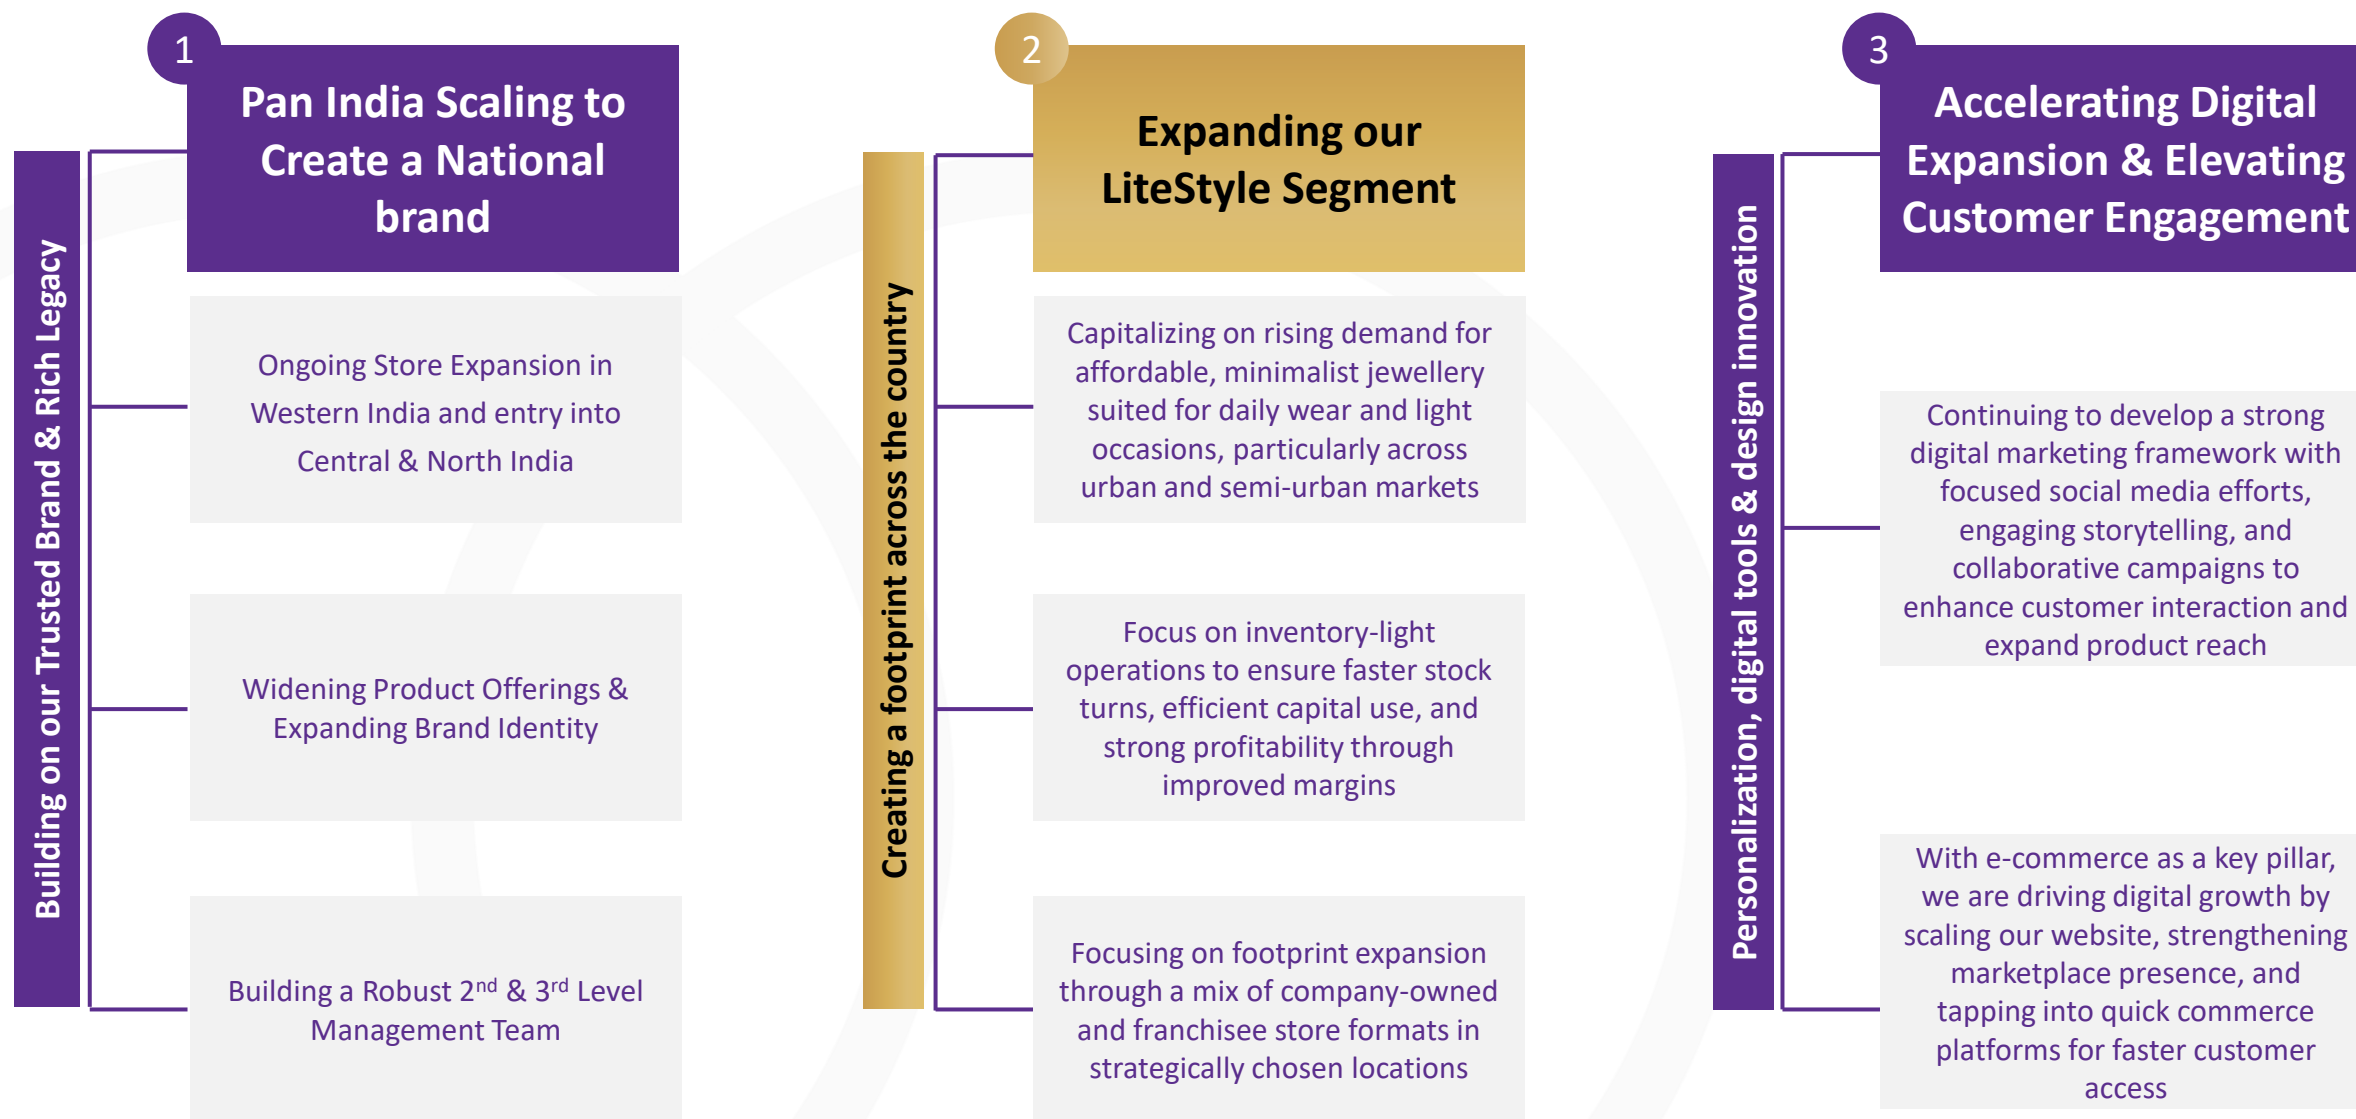 1
Pan India Scaling to
Create a National
brand
Building on our Trusted Brand & Rich Legacy
Ongoing Store Expansion in
Western India and entry into
Central & North India
Widening Product Offerings &
Expanding Brand Identity
Building a Robust 2nd & 3rd Level
Management Team
2
Expanding our
LiteStyle Segment
Creating a footprint across the country
Capitalizing on rising demand for
affordable, minimalist jewellery
suited for daily wear and light
occasions, particularly across
urban and semi-urban markets
Focus on inventory-light
operations to ensure faster stock
turns, efficient capital use, and
strong profitability through
improved margins
Focusing on footprint expansion
through a mix of company-owned
and franchisee store formats in
strategically chosen locations
3
Accelerating Digital
Expansion & Elevating
Customer Engagement
Personalization, digital tools & design innovation
Continuing to develop a strong
digital marketing framework with
focused social media efforts,
engaging storytelling, and
collaborative campaigns to
enhance customer interaction and
expand product reach
With e-commerce as a key pillar,
we are driving digital growth by
scaling our website, strengthening
marketplace presence, and
tapping into quick commerce
platforms for faster customer
access